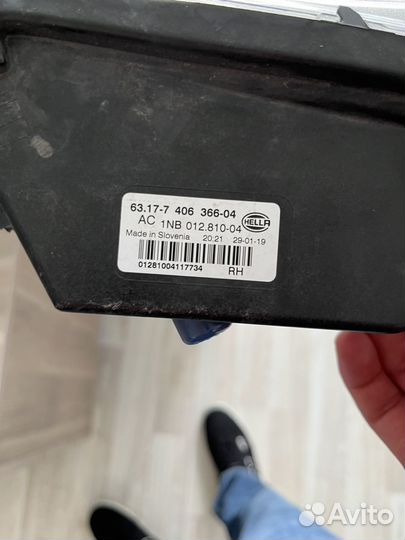 63.17-7 406 366-04
AC 1NB 012.810-04 HELLA
Made in Slovenia 20:21 29-01-19
01281004117734 RH
Avito